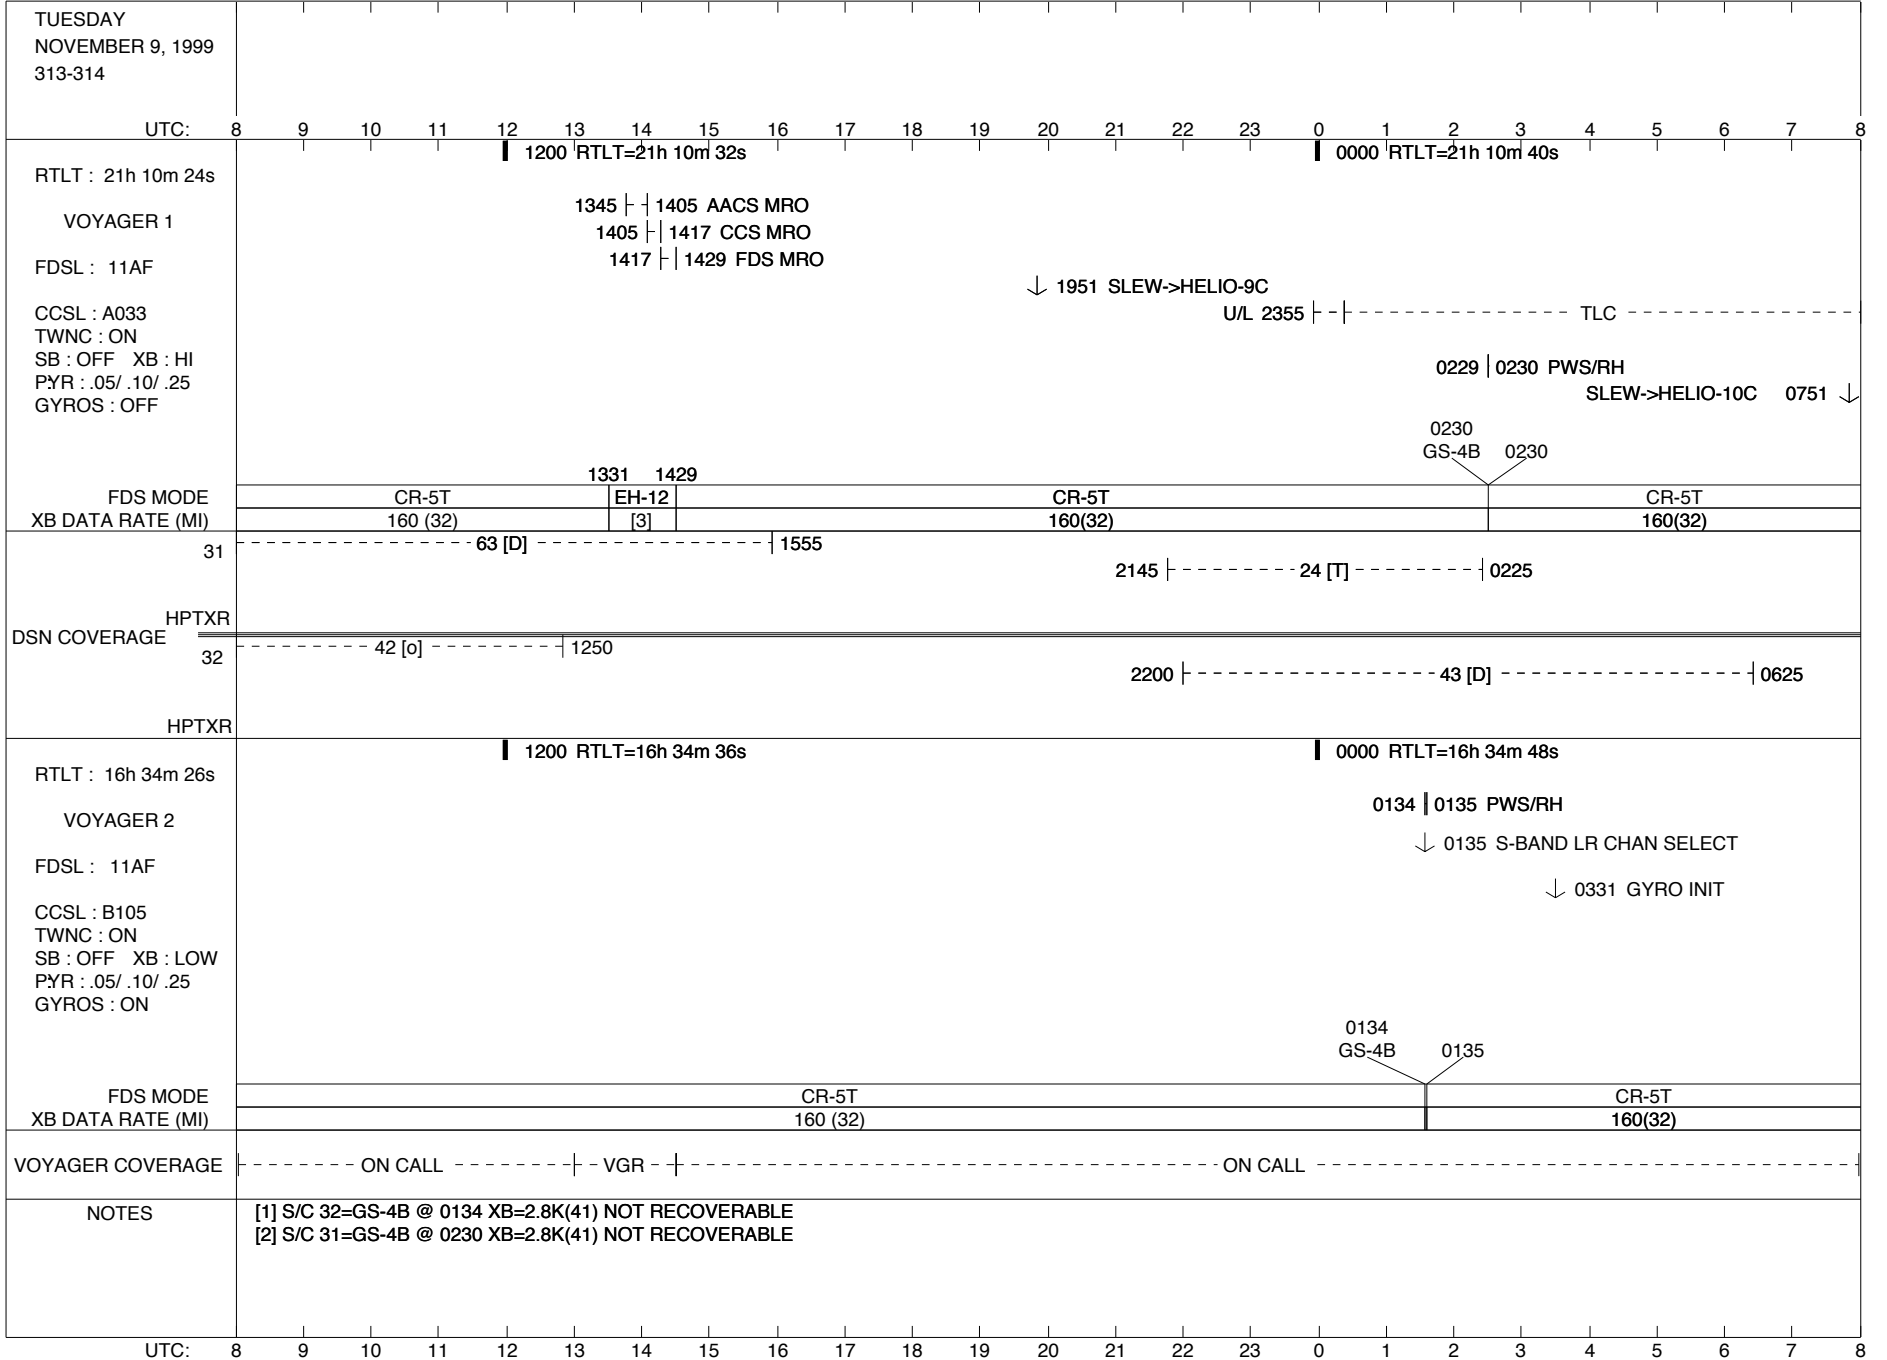 TUESDAY
NOVEMBER 9, 1999
313-314
UTC: 8 9 10 11 12 13 14 15 16 17 18 19 20 21 22 23 0 1 2 3 4 5 6 7 8
1200 RTLT=21h 10m 32s 0000 RTLT=21h 10m 40s
RTLT : 21h 10m 24s
1345 1405 AACS MRO
VOYAGER 1
1405 1417 CCS MRO
1417 1429 FDS MRO
FDSL : 11AF
1951 SLEW->HELIO-9C
CCSL : A033
U/L 2355 TLC
TWNC : ON
SB : OFF XB : HI
0229 0230 PWS/RH
P:YR : .05/ .10/ .25
SLEW->HELIO-10C 0751
GYROS : OFF
0230
GS-4B 0230
1331 1429
FDS MODE CR-5T EH-12 CR-5T CR-5T
XB DATA RATE (MI) 160 (32) [3] 160(32) 160(32)
31 63 [D] 1555
2145 24 [T] 0225
HPTXR
DSN COVERAGE
32 42 [o] 1250
2200 43 [D] 0625
HPTXR
1200 RTLT=16h 34m 36s 0000 RTLT=16h 34m 48s
RTLT : 16h 34m 26s
0134 0135 PWS/RH
VOYAGER 2
0135 S-BAND LR CHAN SELECT
FDSL : 11AF
0331 GYRO INIT
CCSL : B105
TWNC : ON
SB : OFF XB : LOW
P:YR : .05/ .10/ .25
GYROS : ON
0134
GS-4B 0135
FDS MODE CR-5T CR-5T
XB DATA RATE (MI) 160 (32) 160(32)
VOYAGER COVERAGE ON CALL VGR ON CALL
NOTES [1] S/C 32=GS-4B @ 0134 XB=2.8K(41) NOT RECOVERABLE
[2] S/C 31=GS-4B @ 0230 XB=2.8K(41) NOT RECOVERABLE
UTC: 8 9 10 11 12 13 14 15 16 17 18 19 20 21 22 23 0 1 2 3 4 5 6 7 8